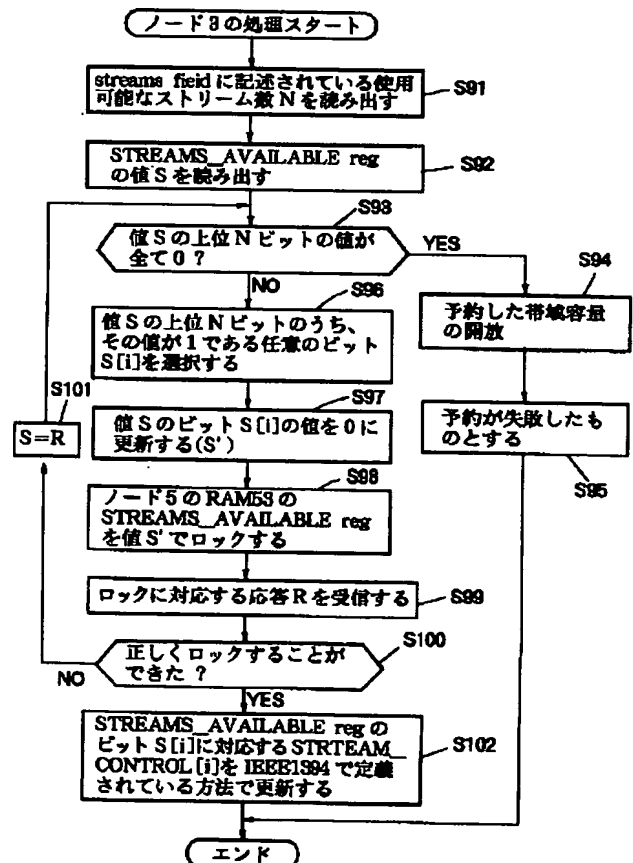 ノード3の処理スタート
streams fieldに記述されている使用
可能なストリーム数Nを読み出す
S91
STREAMS_AVAILABLE reg
の値Sを読み出す
S92
S93
値Sの上位Nビットの値が
全て0?
YES
NO
S94
予約した帯域容量
の開放
予約が失敗したも
のとする
S95
S96
値Sの上位Nビットのうち、
その値が1である任意のビット
S[i]を選択する
S97
値SのビットS[i]の値を0に
更新する(S')
S98
ノード5のRAM53の
STREAMS_AVAILABLE reg
を値S'でロックする
ロックに対応する応答Rを受信する
S99
S100
正しくロックすることが
できた?
NO
S101
S=R
YES
STREAMS_AVAILABLE regの
ビットS[i]に対応するSTRTEAM_
CONTROL[i]をIEEE1394で定義
されている方法で更新する
S102
エンド